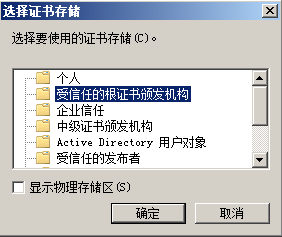 选择证书存储
选择要使用的证书存储(C)。
个人
受信任的根证书颁发机构
企业信任
中级证书颁发机构
Active Directory 用户对象
受信任的发布者
显示物理存储区(S)
确定
取消